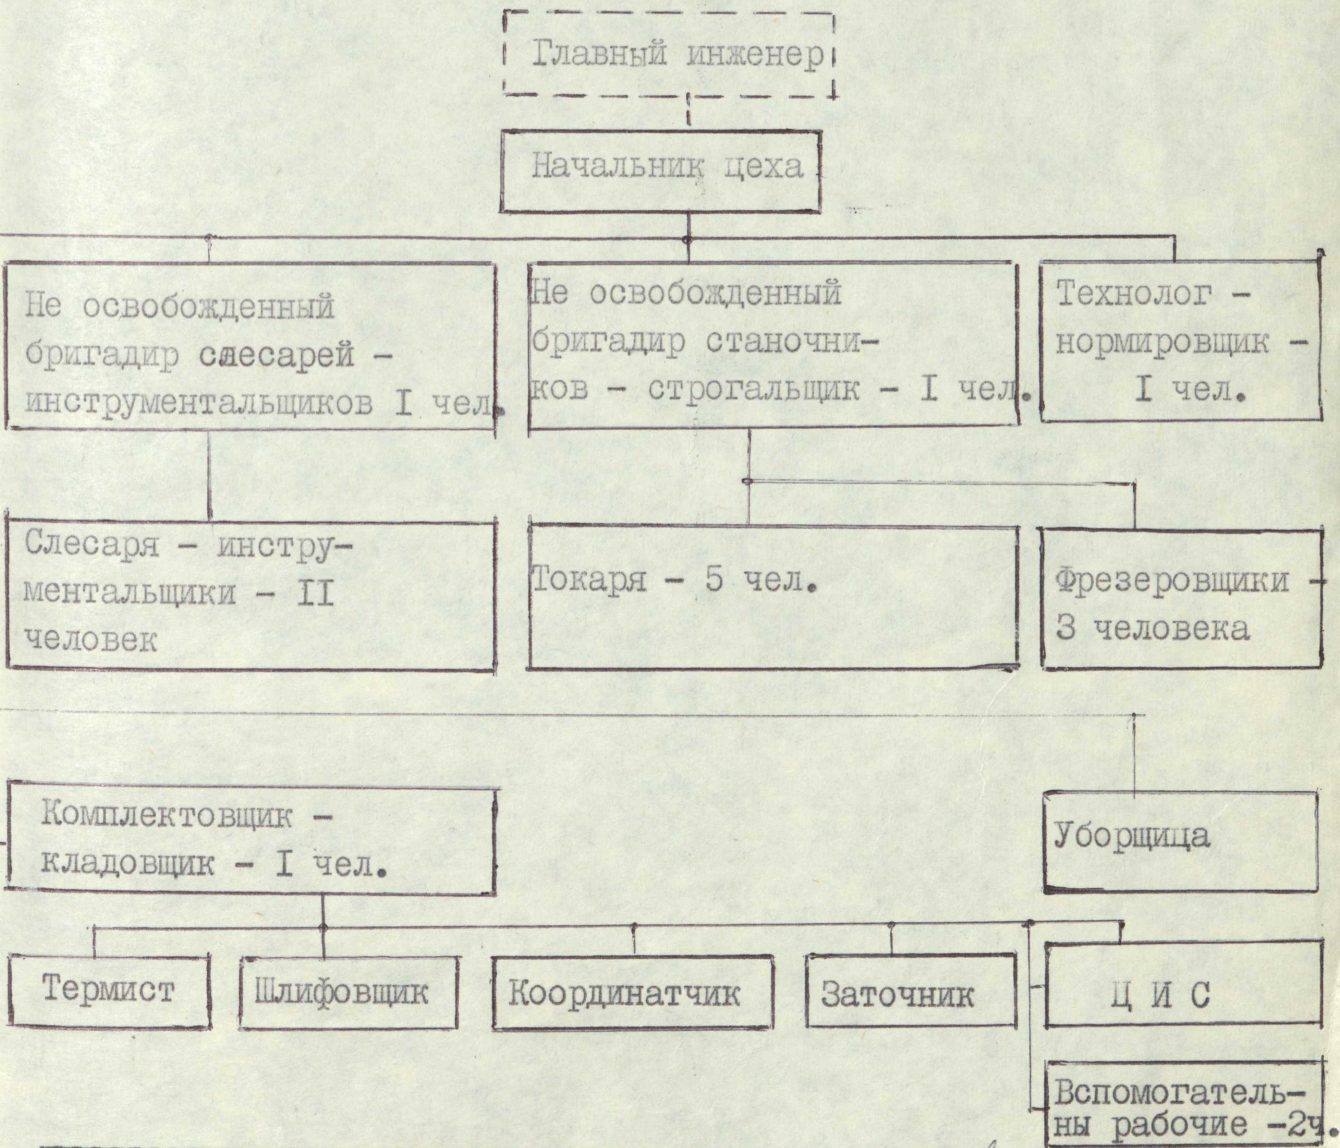 Главный инженер
Начальник цеха
Не освобожденный
бригадир слесарей -
инструментальщиков I чел.
Не освобожденный
бригадир станочни-
ков - строгальщик - I чел.
Технолог -
нормировщик -
I чел.
Слесаря - инстру-
ментальщики - II
человек
Токаря - 5 чел.
Фрезеровщики -
3 человека
Комплектовщик -
кладовщик - I чел.
Уборщица
Термист
Шлифовщик
Координатчик
Заточник
Ц И С
Вспомогатель-
ны рабочие -2ч.